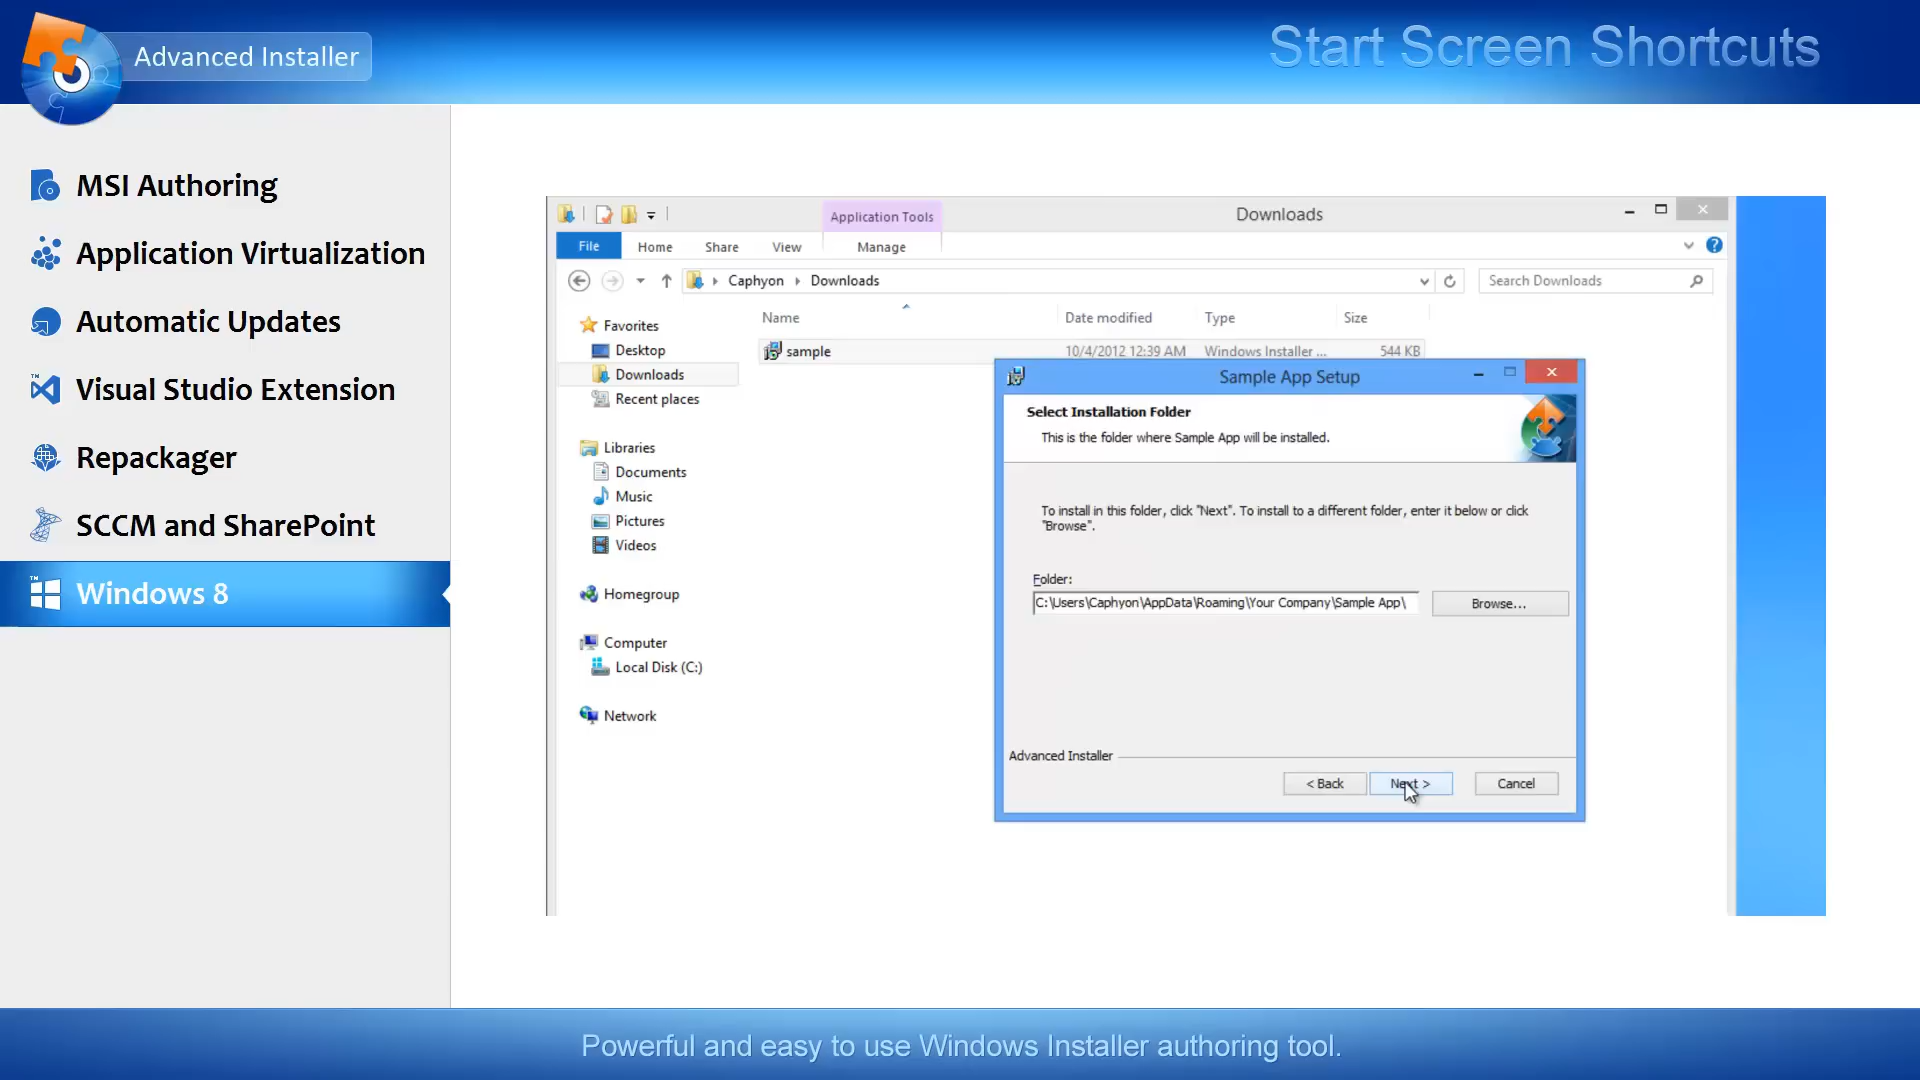 Advanced Installer
Start Screen Shortcuts
MSI Authoring
Application Virtualization
Automatic Updates
Visual Studio Extension
Repackager
SCCM and SharePoint
Windows 8
Application Tools
Downloads
File Home Share View Manage
Caphyon Downloads
Search Downloads
Name Date modified Type Size
sample 10/4/2012 12:39 AM Windows Installer ... 544 KB
Favorites
Desktop
Downloads
Recent places
Libraries
Documents
Music
Pictures
Videos
Homegroup
Computer
Local Disk (C:)
Network
Sample App Setup
Select Installation Folder
This is the folder where Sample App will be installed.
To install in this folder, click "Next". To install to a different folder, enter it below or click
"Browse".
Folder:
C:\Users\Caphyon\AppData\Roaming\Your Company\Sample App\
Browse...
Advanced Installer
< Back Next > Cancel
Powerful and easy to use Windows Installer authoring tool.